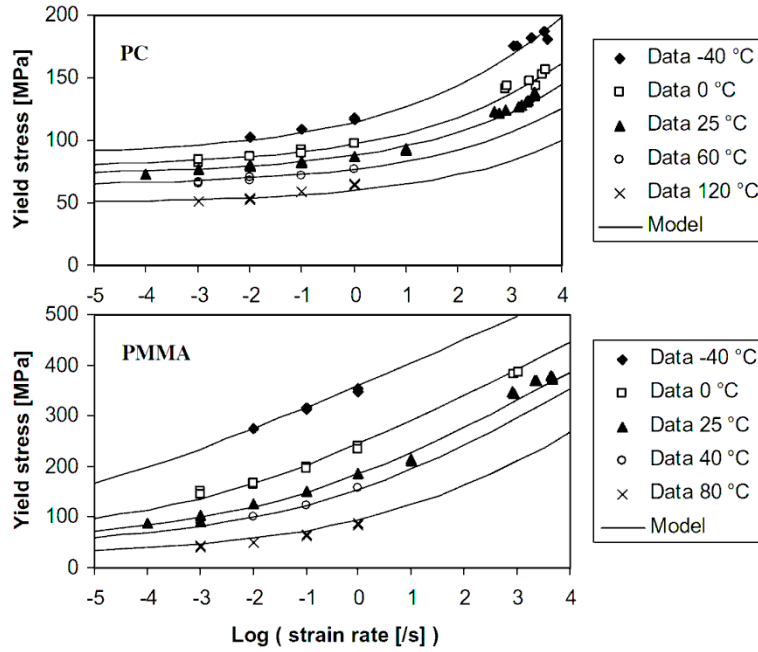 PC
Yield stress [MPa]
200
150
100
50
0
-5 -4 -3 -2 -1 0 1 2 3 4
Data -40 °C
Data 0 °C
Data 25 °C
Data 60 °C
Data 120 °C
Model
PMMA
Yield stress [MPa]
500
400
300
200
100
0
-5 -4 -3 -2 -1 0 1 2 3 4
Log ( strain rate [/s] )
Data -40 °C
Data 0 °C
Data 25 °C
Data 40 °C
Data 80 °C
Model